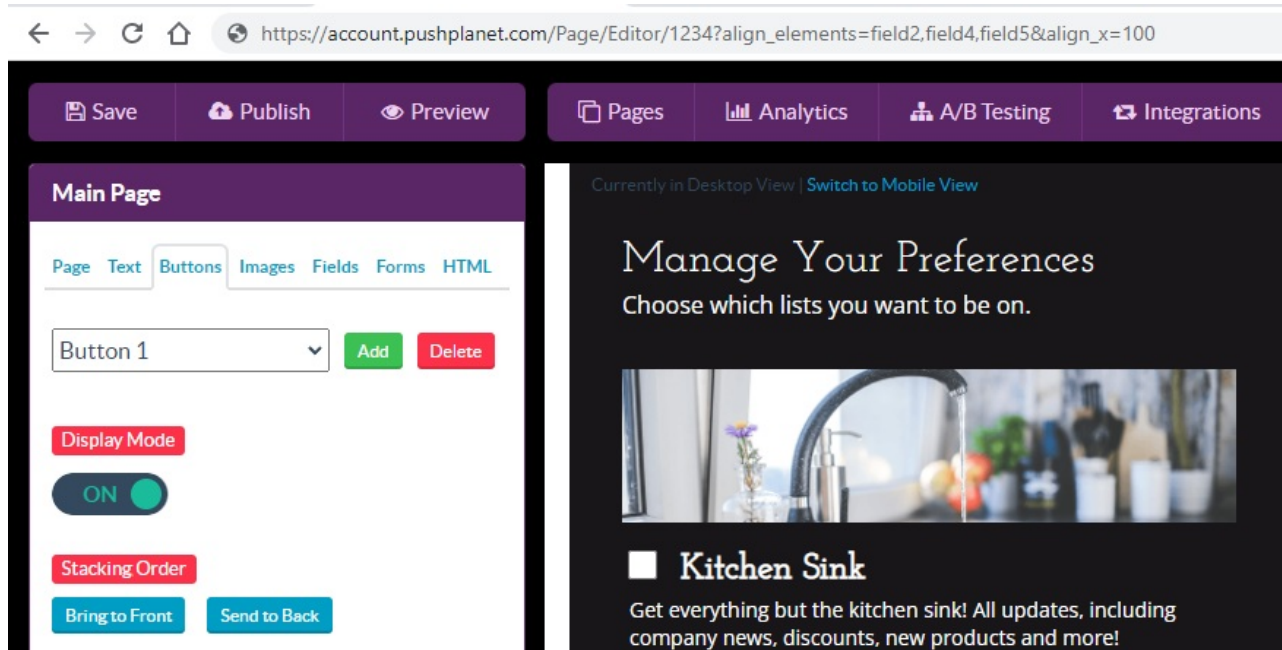 https://account.pushplanet.com/Page/Editor/1234?align_elements=field2,field4,field5&align_x=100
Save Publish Preview Pages Analytics A/B Testing Integrations
Main Page
Page Text Buttons Images Fields Forms HTML
Button 1 Add Delete
Display Mode
ON
Stacking Order
Bring to Front Send to Back
Currently in Desktop View | Switch to Mobile View
Manage Your Preferences
Choose which lists you want to be on.
Kitchen Sink
Get everything but the kitchen sink! All updates, including
company news, discounts, new products and more!